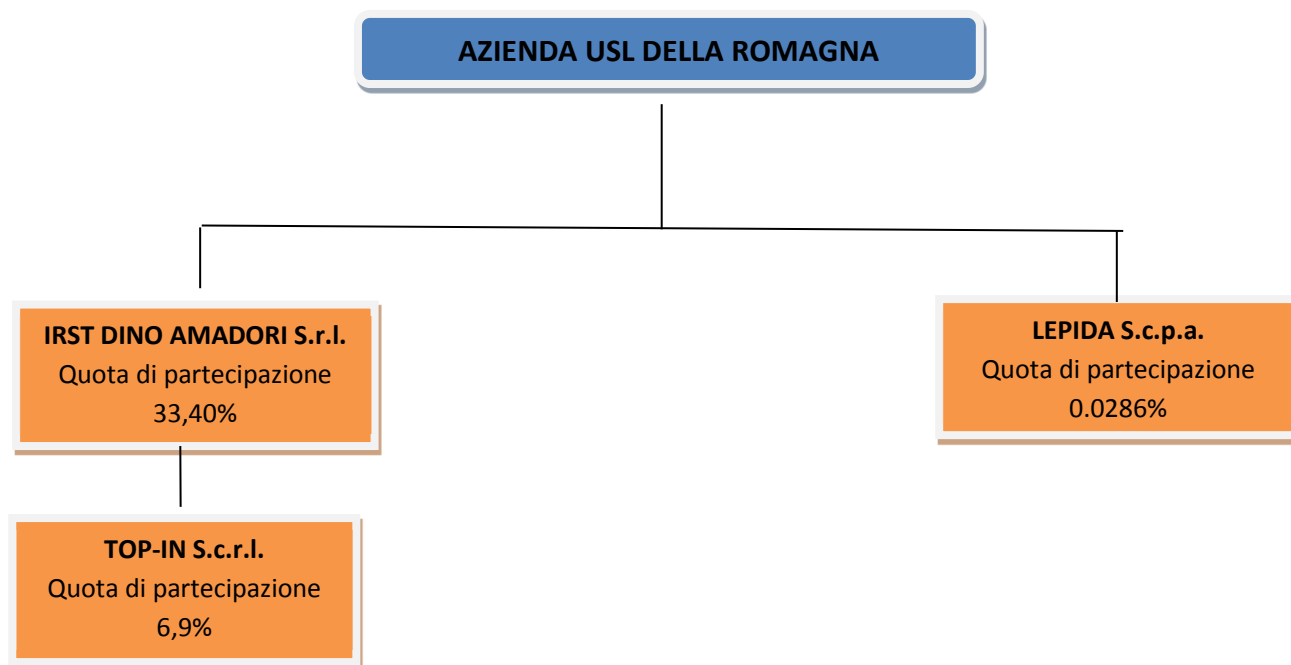 AZIENDA USL DELLA ROMAGNA
IRST DINO AMADORI S.r.l.
Quota di partecipazione
33,40%
LEPIDA S.c.p.a.
Quota di partecipazione
0.0286%
TOP-IN S.c.r.l.
Quota di partecipazione
6,9%